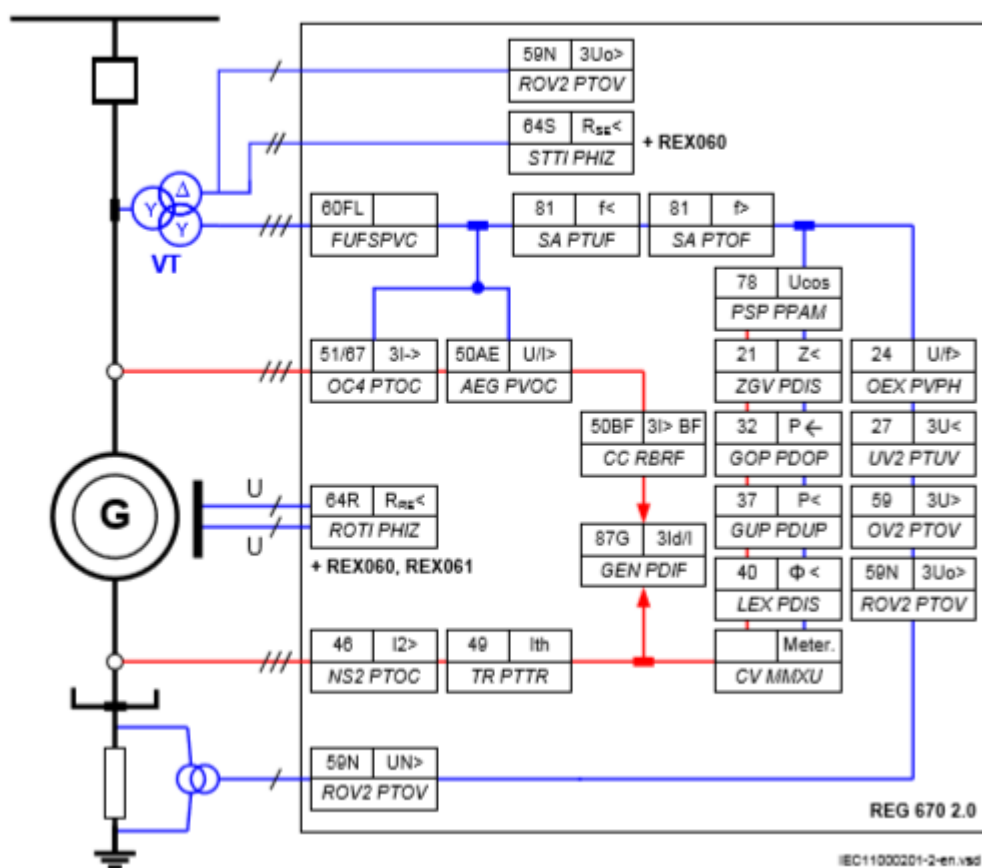 59N 3Uo>
ROV2 PTOV
64S RSE<
STTI PHIZ
+ REX060
Δ
Y
Y
VT
60FL
FUFSPVC
81 f<
SA PTUF
81 f>
SA PTOF
78 Ucos
PSP PPAM
51/67 3I->
OC4 PTOC
50AE U/I>
AEG PVOC
21 Z<
ZGV PDIS
24 U/f>
OEX PVPH
50BF 3I> BF
CC RBRF
32 P←
GOP PDOP
27 3U<
UV2 PTUV
G
U
U
64R RRE<
ROTI PHIZ
+ REX060, REX061
87G 3Id/I
GEN PDIF
37 P<
GUP PDUP
59 3U>
OV2 PTOV
40 Φ <
LEX PDIS
59N 3Uo>
ROV2 PTOV
46 I2>
NS2 PTOC
49 Ith
TR PTTR
Meter.
CV MMXU
59N UN>
ROV2 PTOV
REG 670 2.0
IEC11000201-2-en.vsd